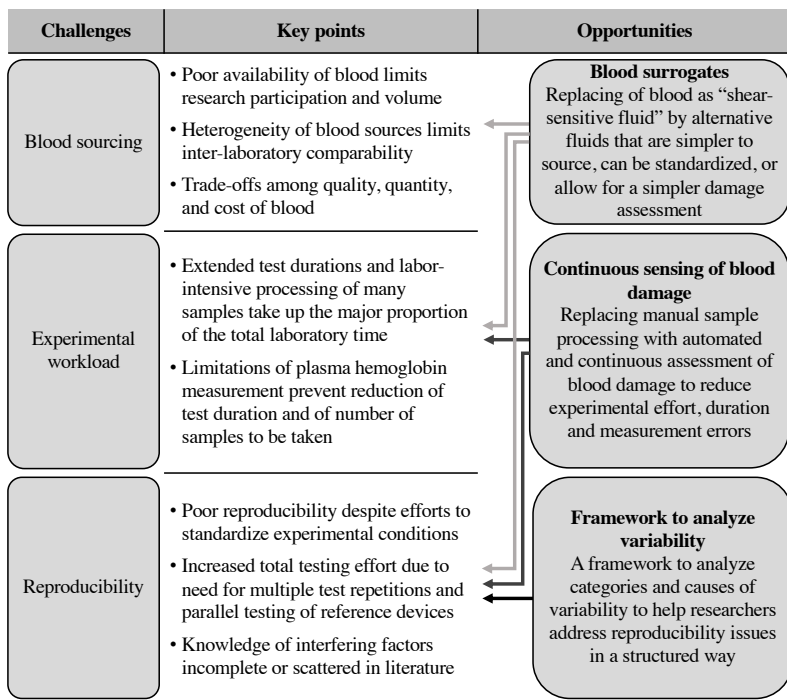 Challenges
Key points
Opportunities
Blood sourcing
• Poor availability of blood limits
research participation and volume
• Heterogeneity of blood sources limits
inter-laboratory comparability
• Trade-offs among quality, quantity,
and cost of blood
Blood surrogates
Replacing of blood as “shear-
sensitive fluid” by alternative
fluids that are simpler to
source, can be standardized, or
allow for a simpler damage
assessment
Experimental
workload
• Extended test durations and labor-
intensive processing of many
samples take up the major proportion
of the total laboratory time
• Limitations of plasma hemoglobin
measurement prevent reduction of
test duration and of number of
samples to be taken
Continuous sensing of blood
damage
Replacing manual sample
processing with automated
and continuous assessment of
blood damage to reduce
experimental effort, duration
and measurement errors
Reproducibility
• Poor reproducibility despite efforts to
standardize experimental conditions
• Increased total testing effort due to
need for multiple test repetitions and
parallel testing of reference devices
• Knowledge of interfering factors
incomplete or scattered in literature
Framework to analyze
variability
A framework to analyze
categories and causes of
variability to help researchers
address reproducibility issues
in a structured way